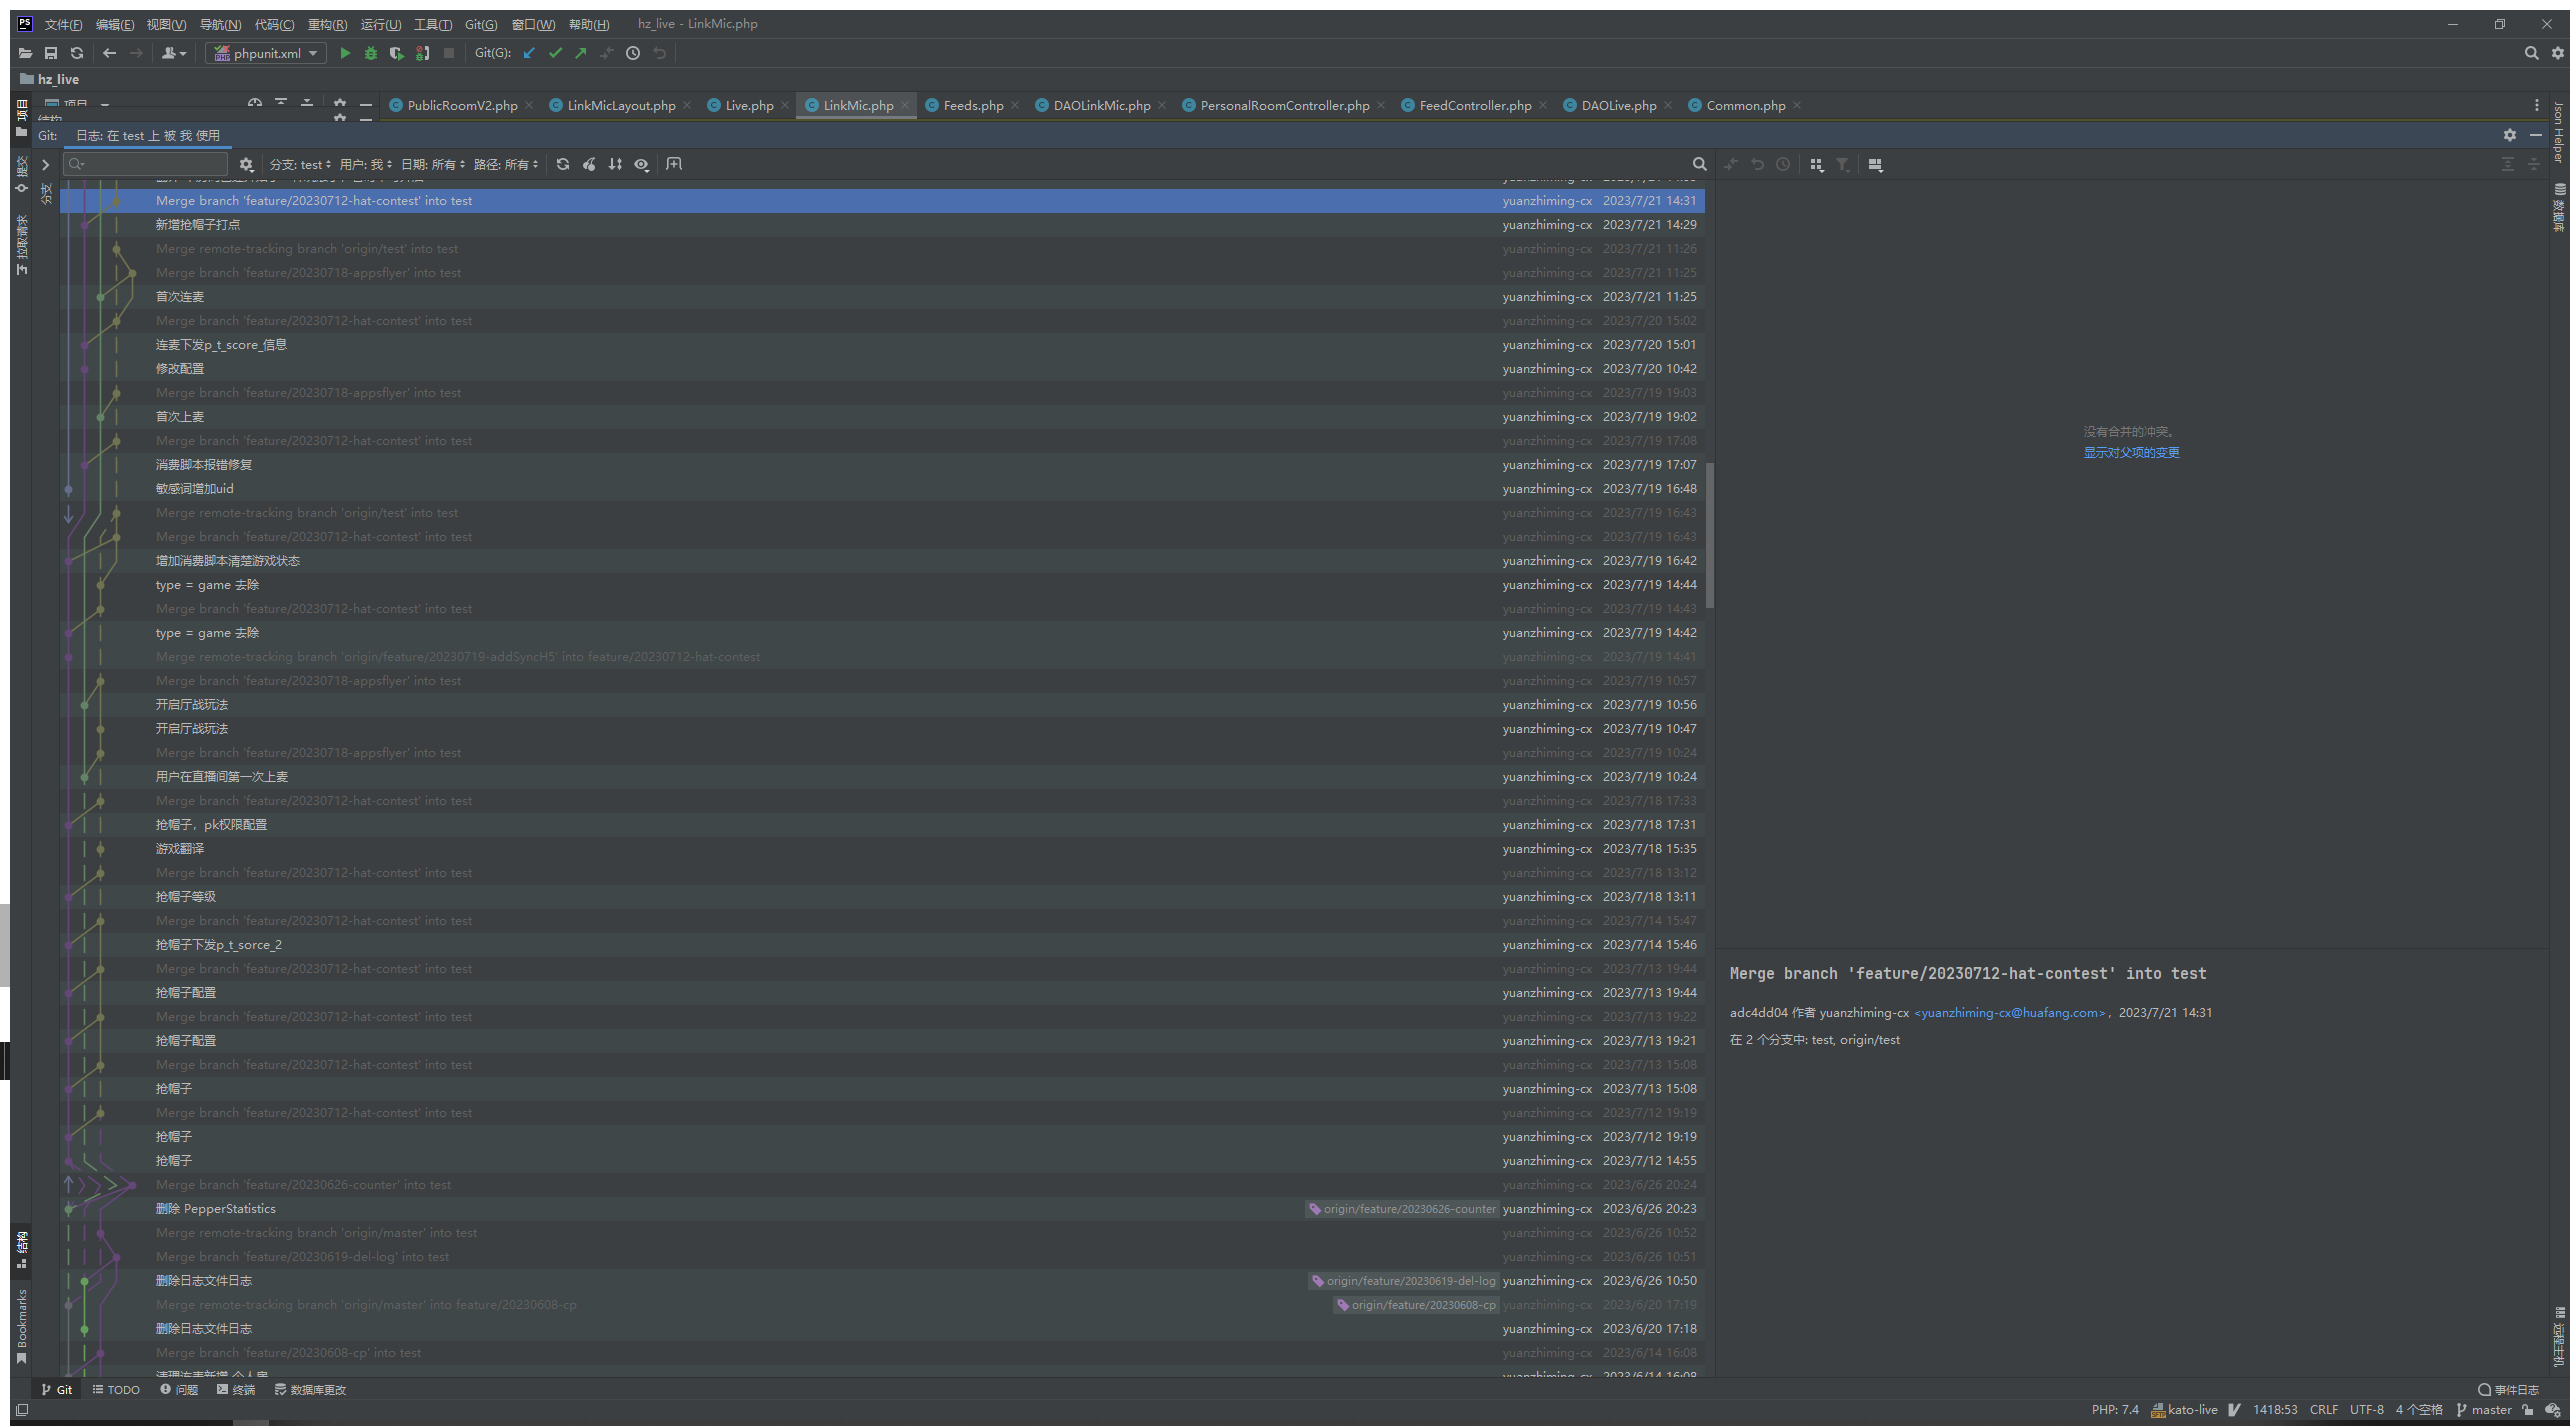 文件(F) 编辑(E) 视图(V) 导航(N) 代码(C) 重构(R) 运行(U) 工具(T) Git(G) 窗口(W) 帮助(H) hz_live - LinkMic.php
phpunit.xml Git(G):
hz_live
项目 PublicRoomV2.php LinkMicLayout.php Live.php LinkMic.php Feeds.php DAOLinkMic.php PersonalRoomController.php FeedController.php DAOLive.php Common.php
Git: 日志: 在 test 上 被 我 使用
分支: test 用户: 我 日期: 所有 路径: 所有
Merge branch 'feature/20230712-hat-contest' into test yuanzhiming-cx 2023/7/21 14:31
新增抢帽子打点 yuanzhiming-cx 2023/7/21 14:29
Merge remote-tracking branch 'origin/test' into test yuanzhiming-cx 2023/7/21 11:26
Merge branch 'feature/20230718-appsflyer' into test yuanzhiming-cx 2023/7/21 11:25
首次连麦 yuanzhiming-cx 2023/7/21 11:25
Merge branch 'feature/20230712-hat-contest' into test yuanzhiming-cx 2023/7/20 15:02
连麦下发p_t_score_信息 yuanzhiming-cx 2023/7/20 15:01
修改配置 yuanzhiming-cx 2023/7/20 10:42
Merge branch 'feature/20230718-appsflyer' into test yuanzhiming-cx 2023/7/19 19:03
首次上麦 yuanzhiming-cx 2023/7/19 19:02
Merge branch 'feature/20230712-hat-contest' into test yuanzhiming-cx 2023/7/19 17:08
消费脚本报错修复 yuanzhiming-cx 2023/7/19 17:07
敏感词增加uid yuanzhiming-cx 2023/7/19 16:48
Merge remote-tracking branch 'origin/test' into test yuanzhiming-cx 2023/7/19 16:43
Merge branch 'feature/20230712-hat-contest' into test yuanzhiming-cx 2023/7/19 16:43
增加消费脚本清楚游戏状态 yuanzhiming-cx 2023/7/19 16:42
type = game 去除 yuanzhiming-cx 2023/7/19 14:44
Merge branch 'feature/20230712-hat-contest' into test yuanzhiming-cx 2023/7/19 14:43
type = game 去除 yuanzhiming-cx 2023/7/19 14:42
Merge remote-tracking branch 'origin/feature/20230719-addSyncH5' into feature/20230712-hat-contest yuanzhiming-cx 2023/7/19 14:41
Merge branch 'feature/20230718-appsflyer' into test yuanzhiming-cx 2023/7/19 10:57
开启厅战玩法 yuanzhiming-cx 2023/7/19 10:56
开启厅战玩法 yuanzhiming-cx 2023/7/19 10:47
Merge branch 'feature/20230718-appsflyer' into test yuanzhiming-cx 2023/7/19 10:24
用户在直播间第一次上麦 yuanzhiming-cx 2023/7/19 10:24
Merge branch 'feature/20230712-hat-contest' into test yuanzhiming-cx 2023/7/18 17:33
抢帽子，pk权限配置 yuanzhiming-cx 2023/7/18 17:31
游戏翻译 yuanzhiming-cx 2023/7/18 15:35
Merge branch 'feature/20230712-hat-contest' into test yuanzhiming-cx 2023/7/18 13:12
抢帽子等级 yuanzhiming-cx 2023/7/18 13:11
Merge branch 'feature/20230712-hat-contest' into test yuanzhiming-cx 2023/7/14 15:47
抢帽子下发p_t_sorce_2 yuanzhiming-cx 2023/7/14 15:46
Merge branch 'feature/20230712-hat-contest' into test yuanzhiming-cx 2023/7/13 19:44
抢帽子配置 yuanzhiming-cx 2023/7/13 19:44
Merge branch 'feature/20230712-hat-contest' into test yuanzhiming-cx 2023/7/13 19:22
抢帽子配置 yuanzhiming-cx 2023/7/13 19:21
Merge branch 'feature/20230712-hat-contest' into test yuanzhiming-cx 2023/7/13 15:08
抢帽子 yuanzhiming-cx 2023/7/13 15:08
Merge branch 'feature/20230712-hat-contest' into test yuanzhiming-cx 2023/7/12 19:19
抢帽子 yuanzhiming-cx 2023/7/12 19:19
抢帽子 yuanzhiming-cx 2023/7/12 14:55
Merge branch 'feature/20230626-counter' into test yuanzhiming-cx 2023/6/26 20:24
删除 PepperStatistics origin/feature/20230626-counter yuanzhiming-cx 2023/6/26 20:23
Merge remote-tracking branch 'origin/master' into test yuanzhiming-cx 2023/6/26 10:52
Merge branch 'feature/20230619-del-log' into test yuanzhiming-cx 2023/6/26 10:51
删除日志文件日志 origin/feature/20230619-del-log yuanzhiming-cx 2023/6/26 10:50
Merge remote-tracking branch 'origin/master' into feature/20230608-cp origin/feature/20230608-cp yuanzhiming-cx 2023/6/20 17:19
删除日志文件日志 yuanzhiming-cx 2023/6/20 17:18
Merge branch 'feature/20230608-cp' into test yuanzhiming-cx 2023/6/14 16:08
yuanzhiming-cx 2023/6/14 16:08
没有合并的冲突。
显示对父项的变更
Merge branch 'feature/20230712-hat-contest' into test
adc4dd04 作者 yuanzhiming-cx <yuanzhiming-cx@huafang.com>，2023/7/21 14:31
在 2 个分支中: test, origin/test
项目
提交
拉取请求
分支
结构
Bookmarks
Json Helper
数据库
远程主机
Git TODO 问题 终端 数据库更改 事件日志
PHP: 7.4 kato-live 1418:53 CRLF UTF-8 4 个空格 master